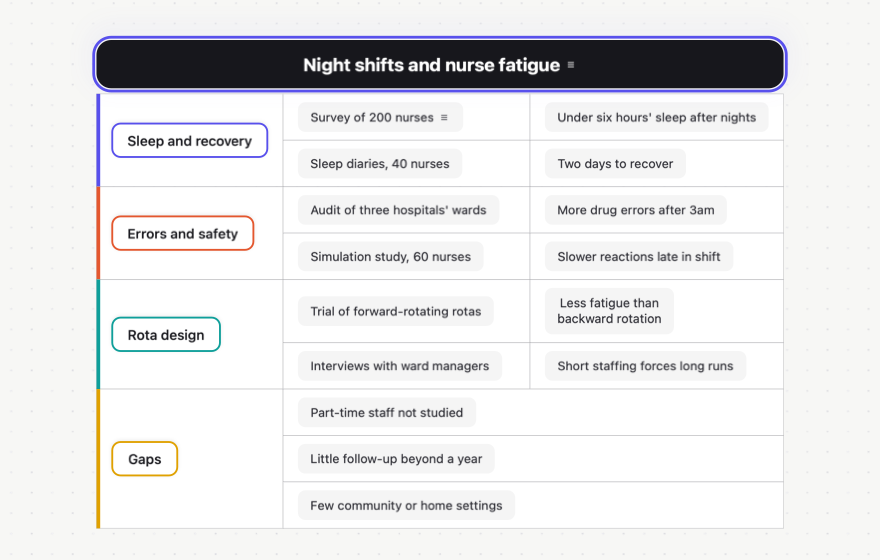 Night shifts and nurse fatigue
Sleep and recovery
Survey of 200 nurses
Under six hours' sleep after nights
Sleep diaries, 40 nurses
Two days to recover
Errors and safety
Audit of three hospitals' wards
More drug errors after 3am
Simulation study, 60 nurses
Slower reactions late in shift
Rota design
Trial of forward-rotating rotas
Less fatigue than
backward rotation
Interviews with ward managers
Short staffing forces long runs
Gaps
Part-time staff not studied
Little follow-up beyond a year
Few community or home settings